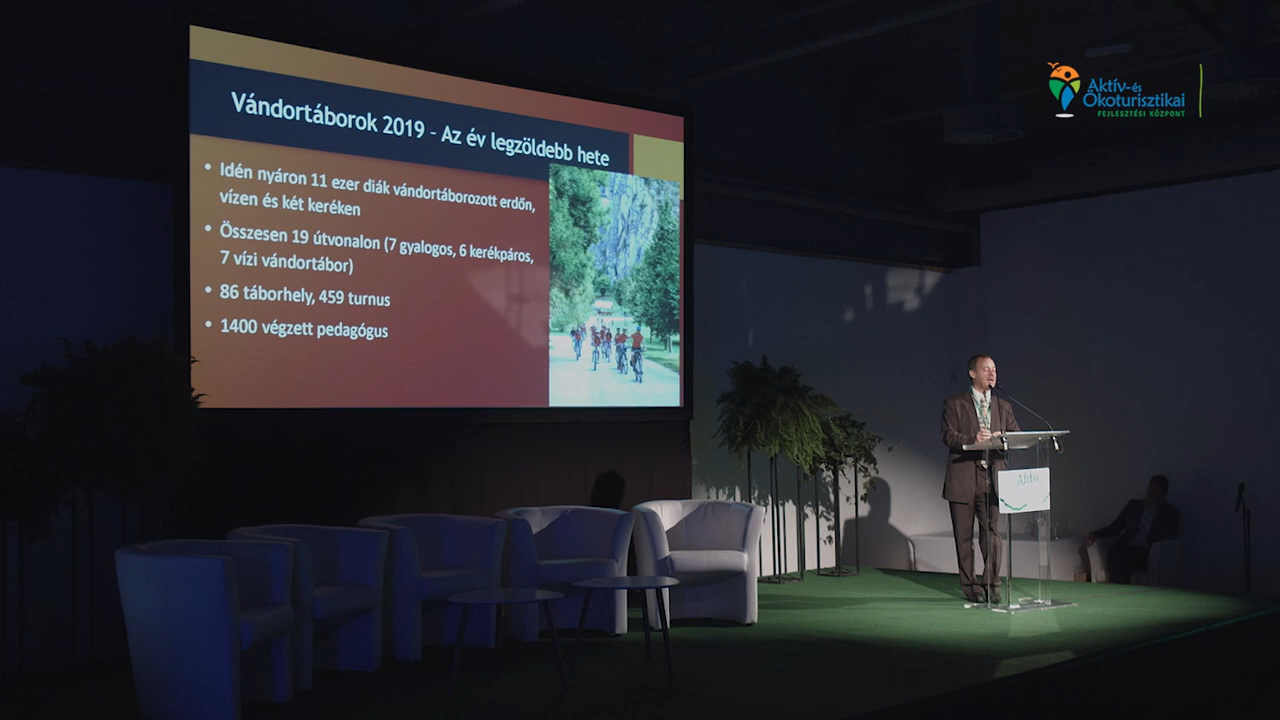 Vándortáborok 2019 - Az év legzöldebb hete
• Idén nyáron 11 ezer diák vándortáborozott erdőn,
vízen és két keréken
• Összesen 19 útvonalon (7 gyalogos, 6 kerékpáros,
7 vízi vándortábor)
• 86 táborhely, 459 turnus
• 1400 végzett pedagógus
Aktív- és
Ökoturisztikai
FEJLESZTÉSI KÖZPONT